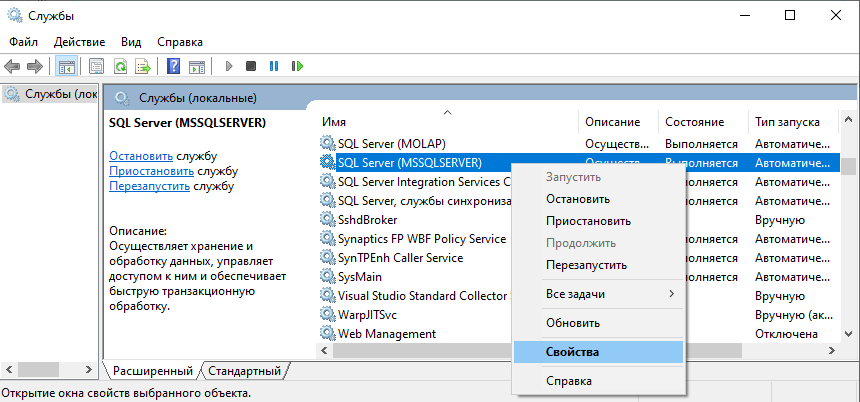 Службы
Файл Действие Вид Справка
Службы (лок
Службы (локальные)
SQL Server (MSSQLSERVER)
Остановить службу
Приостановить службу
Перезапустить службу
Описание:
Осуществляет хранение и
обработку данных, управляет
доступом к ним и обеспечивает
быструю транзакционную
обработку.
Имя Описание Состояние Тип запуска
SQL Server (MOLAP) Осуществ... Выполняется Автоматиче...
SQL Server (MSSQLSERVER) Осуществ... Выполняется Автоматиче...
SQL Server Integration Services C полняется Автоматиче...
SQL Server, службы синхрониза полняется Автоматиче...
SshdBroker Вручную
Synaptics FP WBF Policy Service полняется Автоматиче...
SynTPEnh Caller Service полняется Автоматиче...
SysMain полняется Автоматиче...
Visual Studio Standard Collector Вручную
WarpJITSvc Вручную (ак...
Web Management Отключена
Запустить
Остановить
Приостановить
Продолжить
Перезапустить
Все задачи
Обновить
Свойства
Справка
Расширенный Стандартный
Открытие окна свойств выбранного объекта.